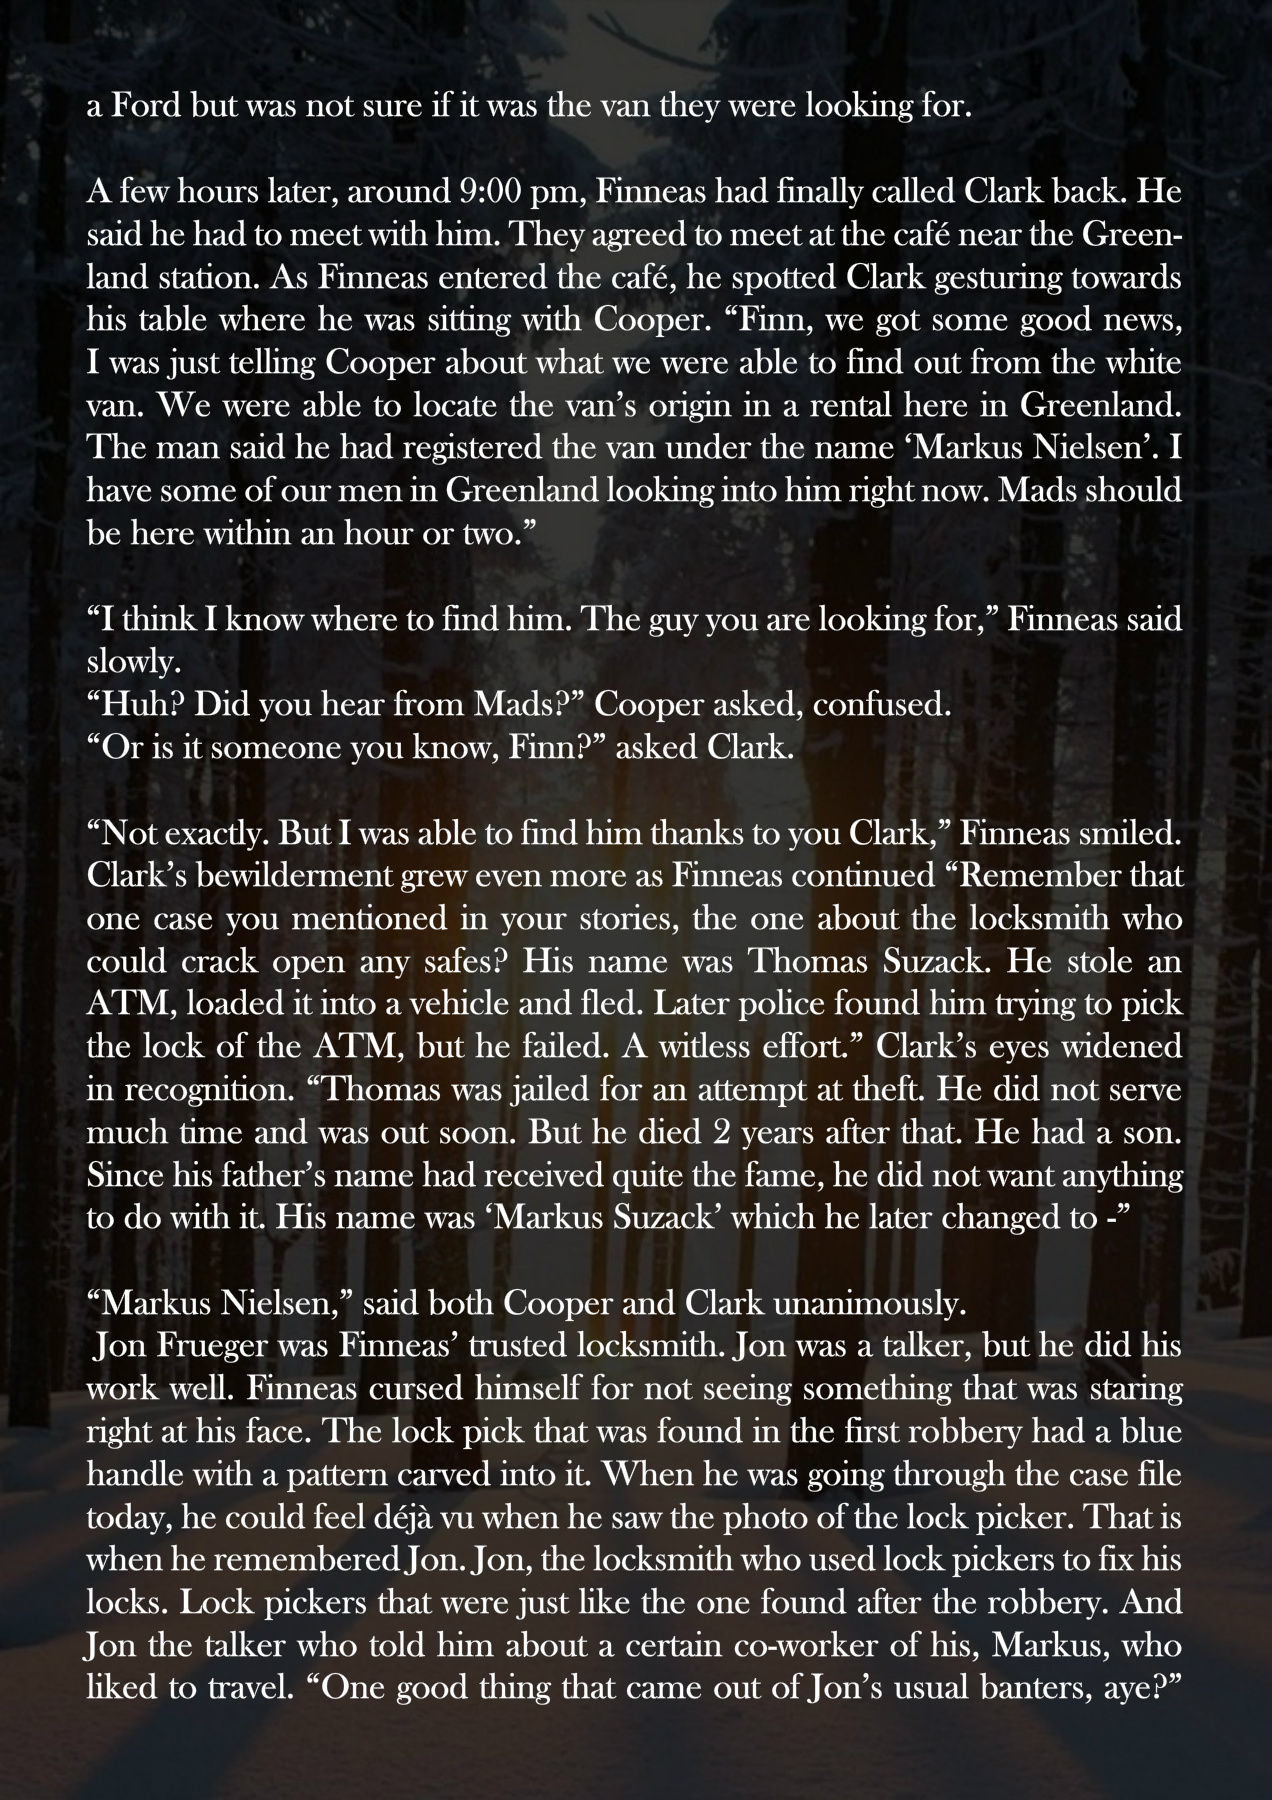 a Ford but was not sure if it was the van they were looking for.
A few hours later, around 9:00 pm, Finneas had finally called Clark back. He
said he had to meet with him. They agreed to meet at the café near the Green-
land station. As Finneas entered the café, he spotted Clark gesturing towards
his table where he was sitting with Cooper. “Finn, we got some good news,
I was just telling Cooper about what we were able to find out from the white
van. We were able to locate the van’s origin in a rental here in Greenland.
The man said he had registered the van under the name ‘Markus Nielsen’. I
have some of our men in Greenland looking into him right now. Mads should
be here within an hour or two.”
“I think I know where to find him. The guy you are looking for,” Finneas said
slowly.
“Huh? Did you hear from Mads?” Cooper asked, confused.
“Or is it someone you know, Finn?” asked Clark.
“Not exactly. But I was able to find him thanks to you Clark,” Finneas smiled.
Clark’s bewilderment grew even more as Finneas continued “Remember that
one case you mentioned in your stories, the one about the locksmith who
could crack open any safes? His name was Thomas Suzack. He stole an
ATM, loaded it into a vehicle and fled. Later police found him trying to pick
the lock of the ATM, but he failed. A witless effort.” Clark’s eyes widened
in recognition. “Thomas was jailed for an attempt at theft. He did not serve
much time and was out soon. But he died 2 years after that. He had a son.
Since his father’s name had received quite the fame, he did not want anything
to do with it. His name was ‘Markus Suzack’ which he later changed to -”
“Markus Nielsen,” said both Cooper and Clark unanimously.
Jon Frueger was Finneas’ trusted locksmith. Jon was a talker, but he did his
work well. Finneas cursed himself for not seeing something that was staring
right at his face. The lock pick that was found in the first robbery had a blue
handle with a pattern carved into it. When he was going through the case file
today, he could feel déjà vu when he saw the photo of the lock picker. That is
when he remembered Jon. Jon, the locksmith who used lock pickers to fix his
locks. Lock pickers that were just like the one found after the robbery. And
Jon the talker who told him about a certain co-worker of his, Markus, who
liked to travel. “One good thing that came out of Jon’s usual banters, aye?”